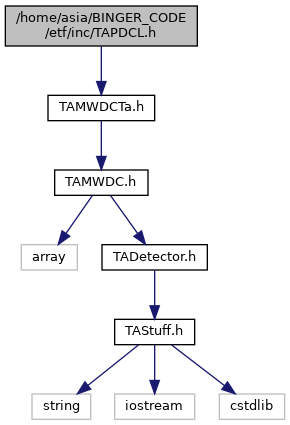 /home/asia/BINGER_CODE
/etf/inc/TAPDCL.h
TAMWDCTa.h
TAMWDC.h
array
TADetector.h
TAStuff.h
string
iostream
cstdlib